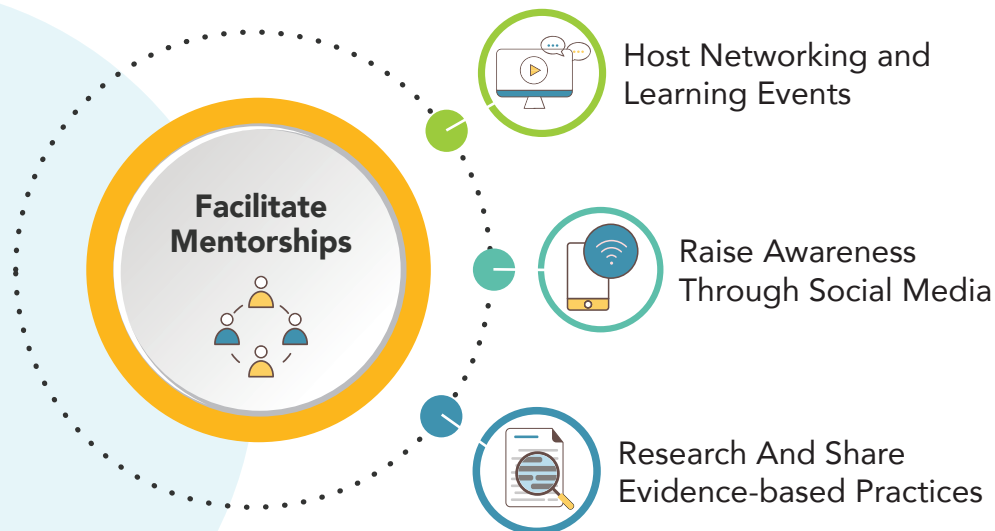 Facilitate
Mentorships
Host Networking and
Learning Events
Raise Awareness
Through Social Media
Research And Share
Evidence-based Practices